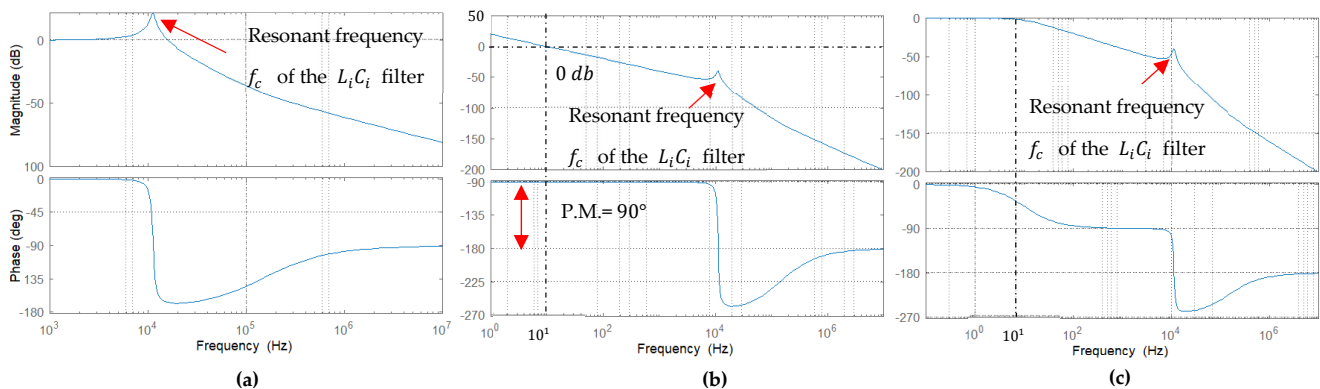 Magnitude (dB)
0
-50
100
Resonant frequency
f_c of the L_iC_i filter
Phase (deg)
0
-45
-90
-135
-180
10^3
10^4
10^5
10^6
10^7
Frequency (Hz)
(a)
50
0
-50
-100
-150
-200
0 db
Resonant frequency
f_c of the L_iC_i filter
-90
-135
-180
-225
-270
P.M.= 90°
10^0
10^1
10^2
10^4
10^6
Frequency (Hz)
(b)
0
-50
-100
-150
-200
Resonant frequency
f_c of the L_iC_i filter
0
-90
-180
-270
10^0
10^1
10^2
10^4
10^6
Frequency (Hz)
(c)